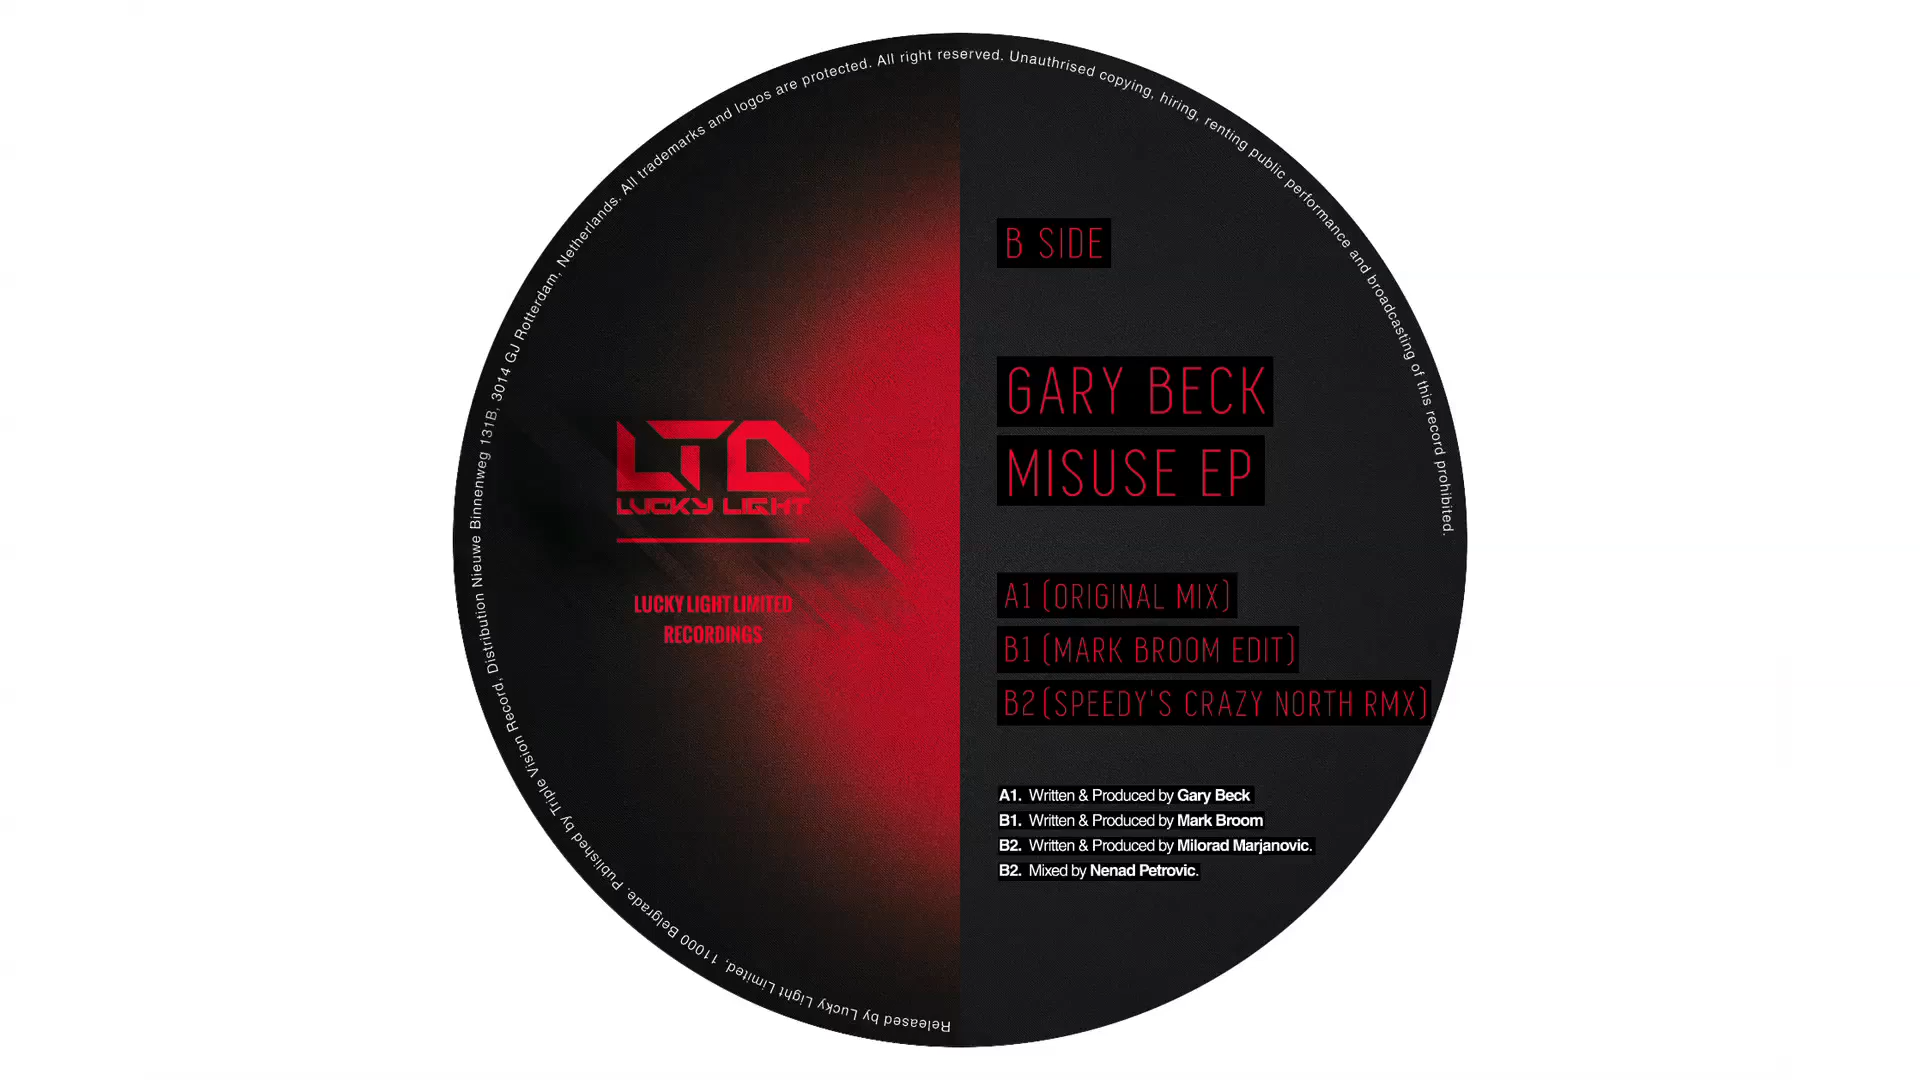 Released by Lucky Light Limited, 11000 Belgrade. Published by Triple Vision Record, Distribution Nieuwe Binnenweg 131B, 3014 GJ Rotterdam, Netherlands. All trademarks and logos are protected. All right reserved. Unauthrised copying, hiring, renting public performance and broadcasting of this record prohibited.
LTD
LUCKY LIGHT
LUCKY LIGHT LIMITED
RECORDINGS
B SIDE
GARY BECK
MISUSE EP
A1 (ORIGINAL MIX)
B1 (MARK BROOM EDIT)
B2 (SPEEDY'S CRAZY NORTH RMX)
A1. Written & Produced by Gary Beck
B1. Written & Produced by Mark Broom
B2. Written & Produced by Milorad Marjanovic.
B2. Mixed by Nenad Petrovic.